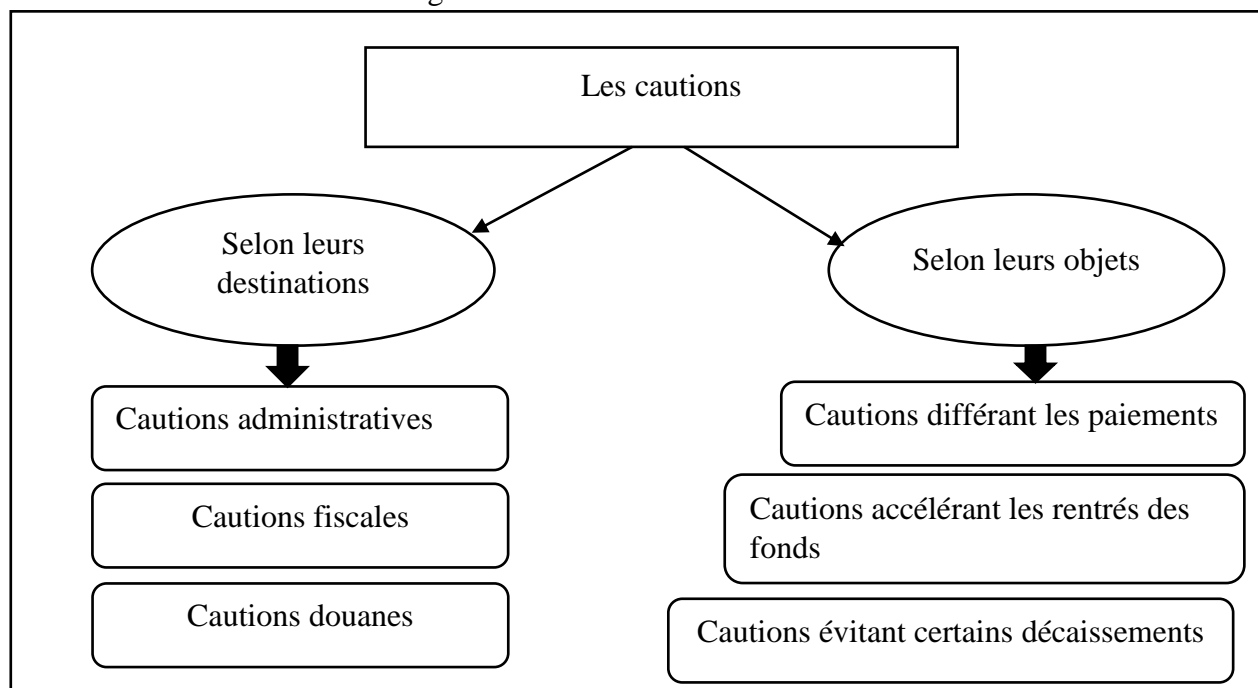 Les cautions
Selon leurs
destinations
Selon leurs objets
Cautions administratives
Cautions fiscales
Cautions douanes
Cautions différant les paiements
Cautions accélérant les rentrés des
fonds
Cautions évitant certains décaissements